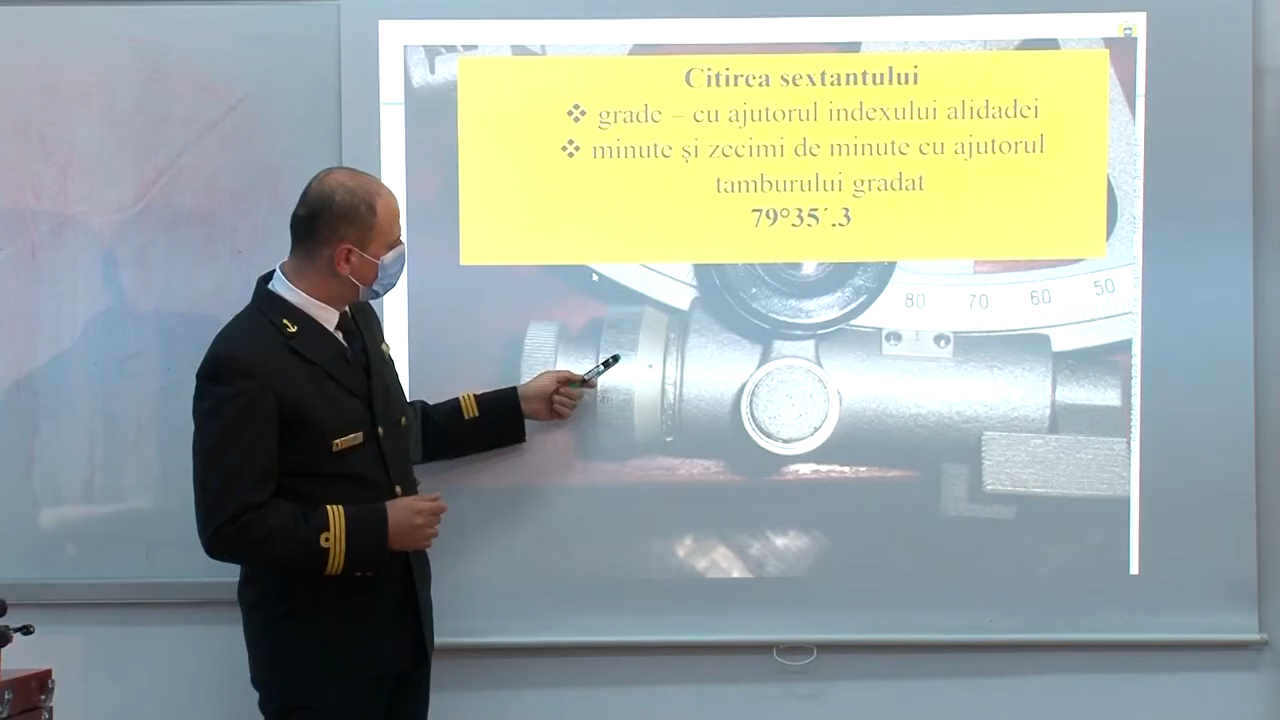 Citirea sextantului
❖ grade – cu ajutorul indexului alidadei
❖ minute și zecimi de minute cu ajutorul
tamburului gradat
79°35´.3
80 70 60 50